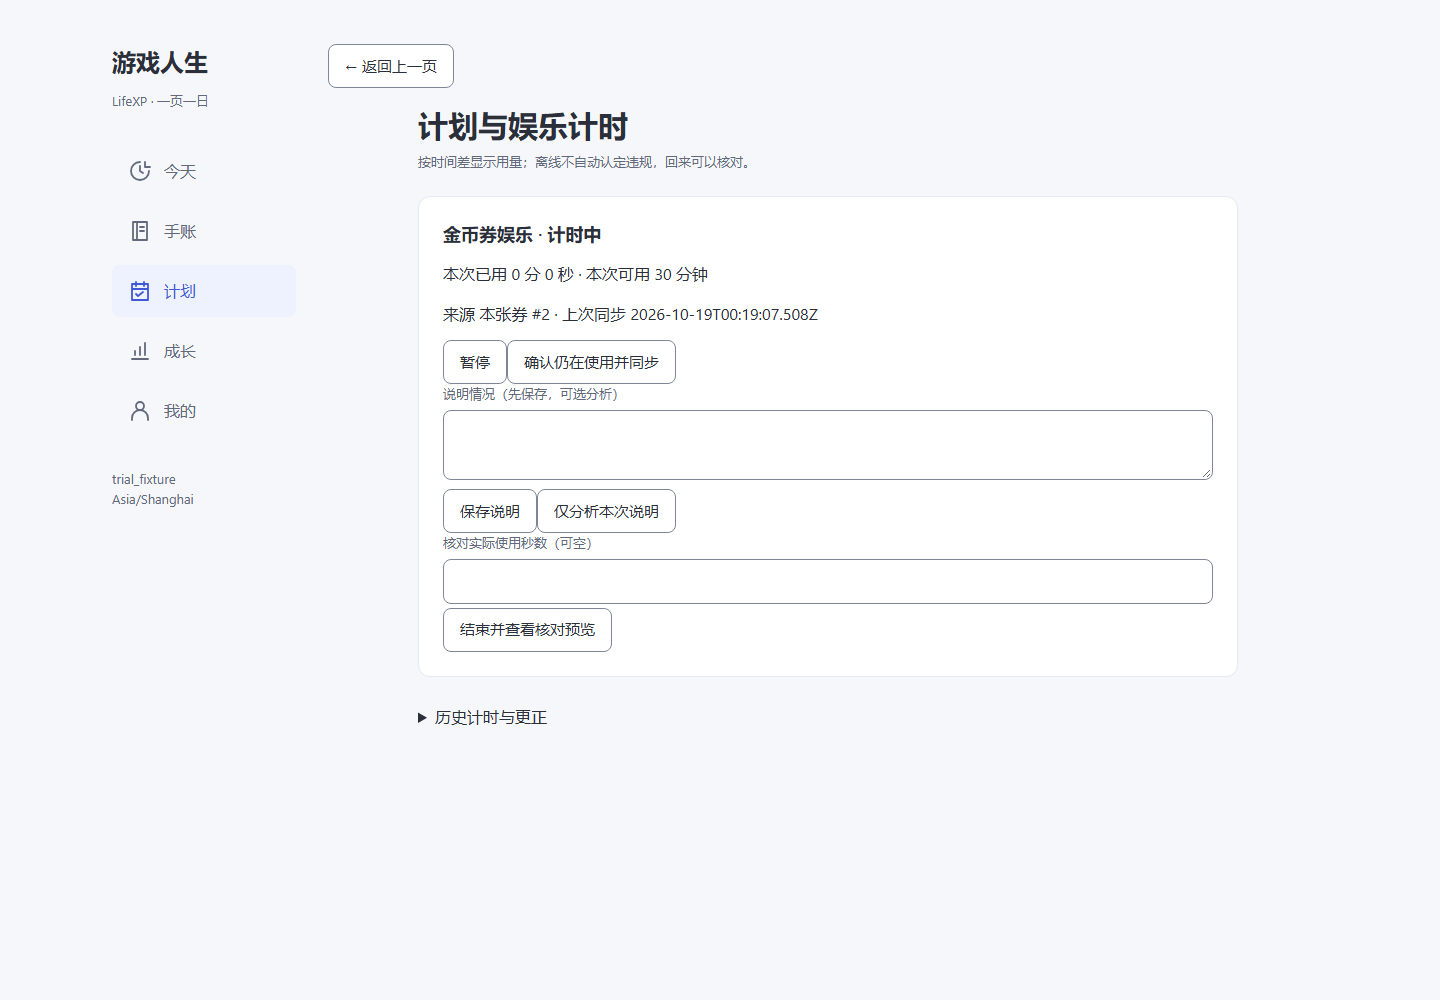 游戏人生
LifeXP · 一页一日
今天
手账
计划
成长
我的
trial_fixture
Asia/Shanghai
← 返回上一页
计划与娱乐计时
按时间差显示用量；离线不自动认定违规，回来可以核对。
金币券娱乐 · 计时中
本次已用 0 分 0 秒 · 本次可用 30 分钟
来源 本张券 #2 · 上次同步 2026-10-19T00:19:07.508Z
暂停
确认仍在使用并同步
说明情况（先保存，可选分析）
保存说明
仅分析本次说明
核对实际使用秒数（可空）
结束并查看核对预览
▶ 历史计时与更正